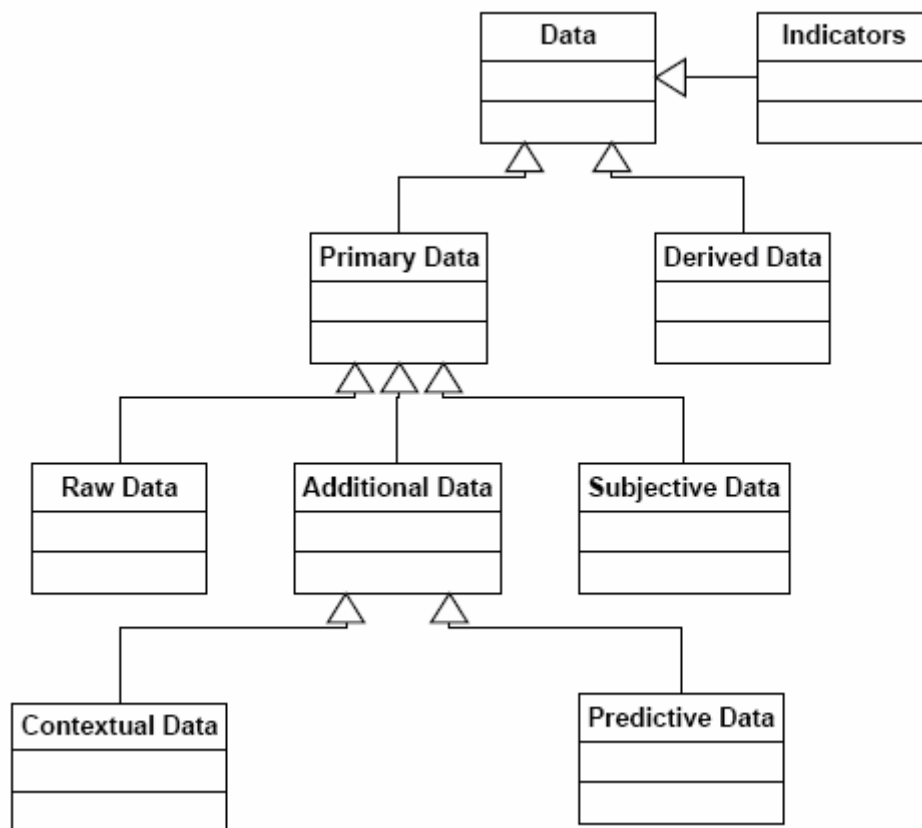 Data
Indicators
Primary Data
Derived Data
Raw Data
Additional Data
Subjective Data
Contextual Data
Predictive Data